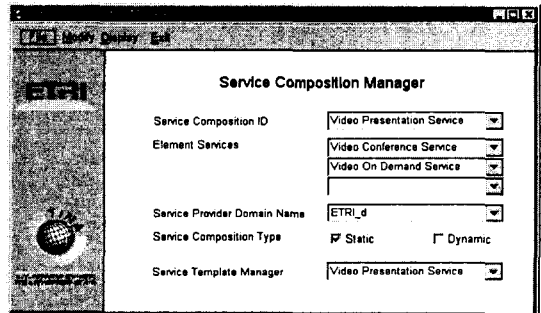 File Modify Display Exit
ETRI
Service Composition Manager
Service Composition ID Video Presentation Service
Element Services Video Conference Service
Video On Demand Service
Service Provider Domain Name ETRI_d
Service Composition Type Static Dynamic
TINA
Service Template Manager Video Presentation Service